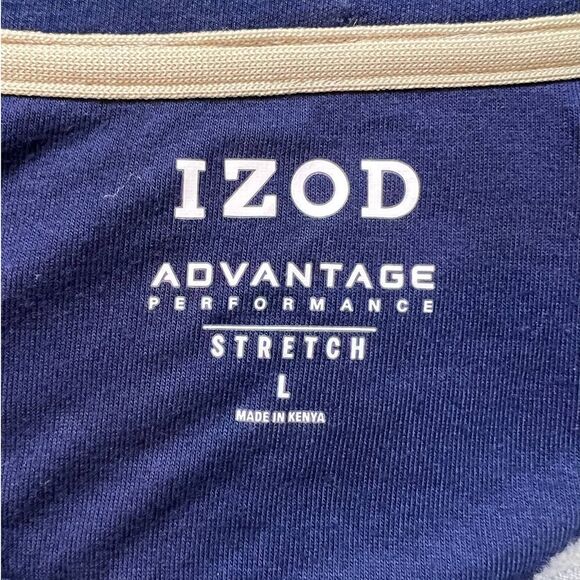 IZOD
ADVANTAGE
PERFORMANCE
STRETCH
L
MADE IN KENYA